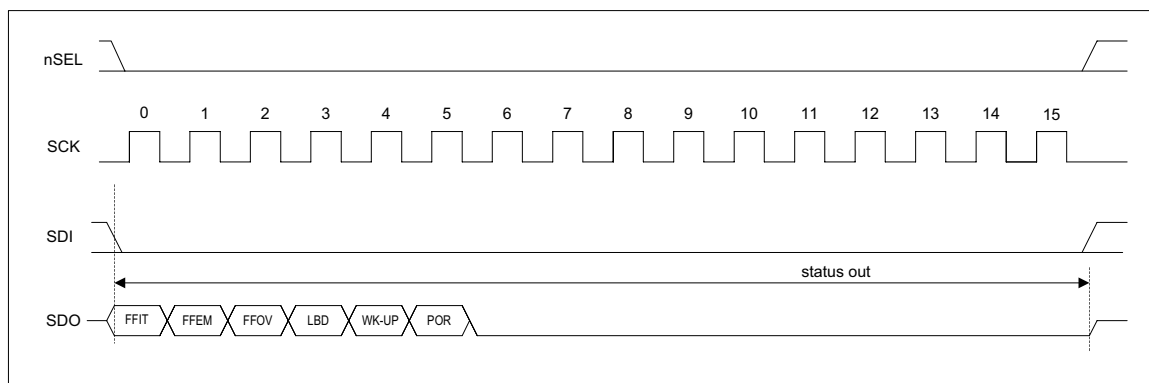 nSEL
0 1 2 3 4 5 6 7 8 9 10 11 12 13 14 15
SCK
SDI
status out
SDO FFIT FFEM FFOV LBD WK-UP POR